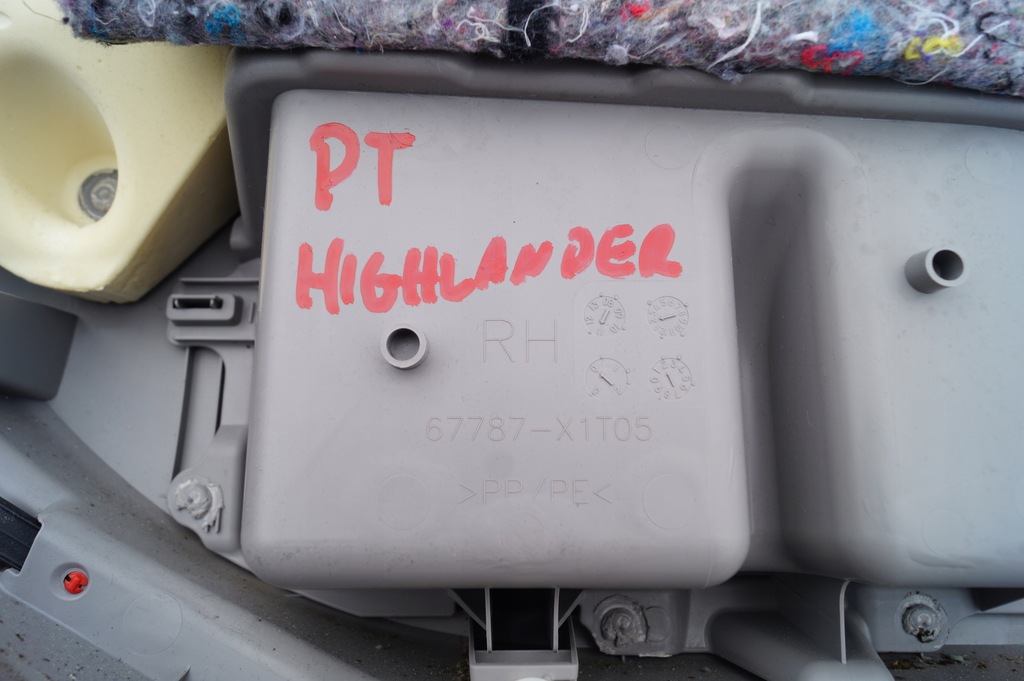 PT
HIGHLANDER
RH
67787-X1T05
>PP/PE<